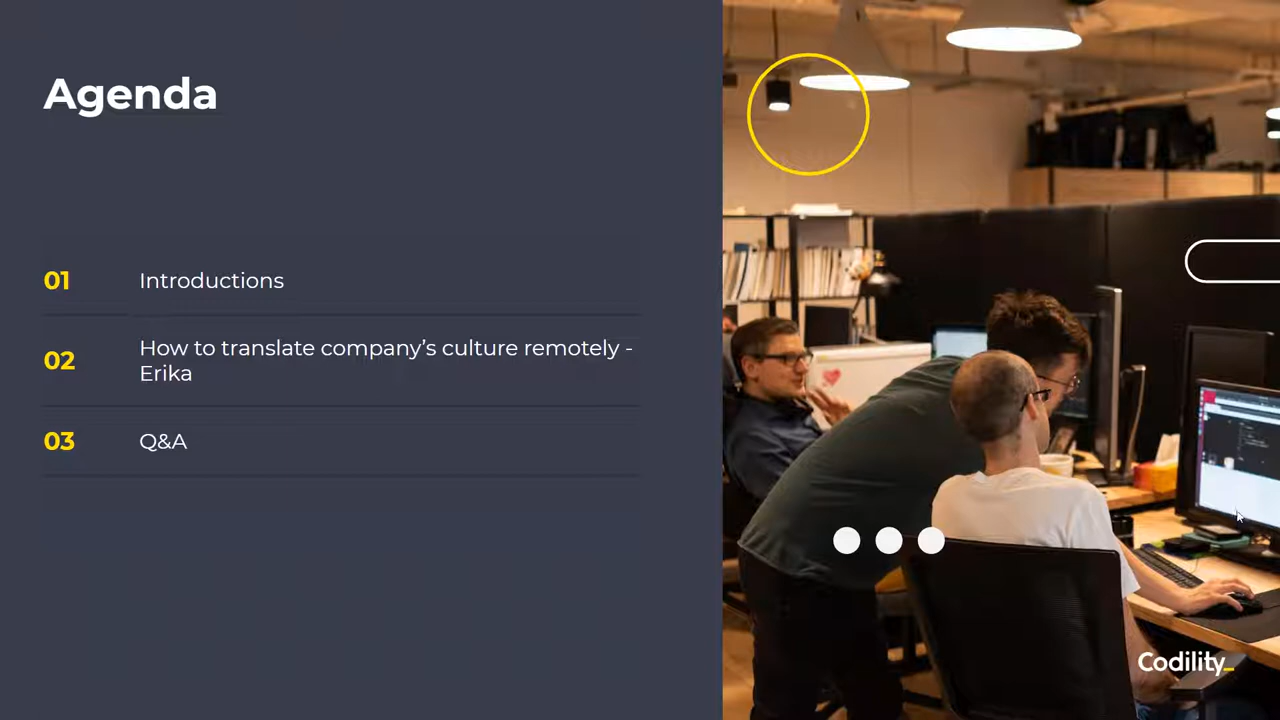 Agenda
01
Introductions
02
How to translate company’s culture remotely -
Erika
03
Q&A
Codility_